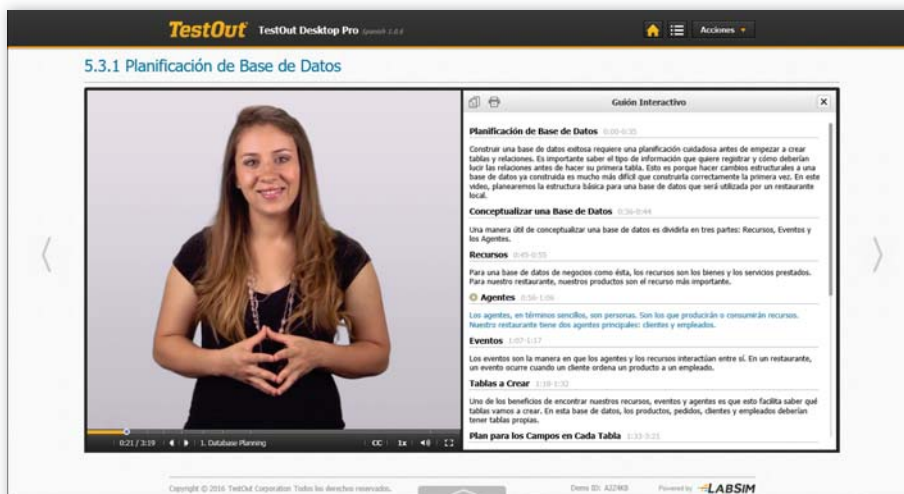 TestOut TestOut Desktop Pro Spanish 1.0.6
Acciones
5.3.1 Planificación de Base de Datos
Guión Interactivo
Planificación de Base de Datos 0:00-0:35
Construir una base de datos exitosa requiere una planificación cuidadosa antes de empezar a crear
tablas y relaciones. Es importante saber el tipo de información que quiere registrar y cómo deberían
lucir las relaciones antes de hacer su primera tabla. Esto es porque hacer cambios estructurales a una
base de datos ya construida es mucho más difícil que construirla correctamente la primera vez. En este
video, planearemos la estructura básica para una base de datos que será utilizada por un restaurante
local.
Conceptualizar una Base de Datos 0:36-0:44
Una manera útil de conceptualizar una base de datos es dividirla en tres partes: Recursos, Eventos y
los Agentes.
Recursos 0:45-0:55
Para una base de datos de negocios como ésta, los recursos son los bienes y los servicios prestados.
Para nuestro restaurante, nuestros productos son el recurso más importante.
Agentes 0:56-1:06
Los agentes, en términos sencillos, son personas. Son los que producirán o consumirán recursos.
Nuestro restaurante tiene dos agentes principales: clientes y empleados.
Eventos 1:07-1:17
Los eventos son la manera en que los agentes y los recursos interactúan entre sí. En un restaurante,
un evento ocurre cuando un cliente ordena un producto a un empleado.
Tablas a Crear 1:18-1:32
Uno de los beneficios de encontrar nuestros recursos, eventos y agentes es que esto facilita saber qué
tablas vamos a crear. En esta base de datos, los productos, pedidos, clientes y empleados deberían
tener tablas propias.
Plan para los Campos en Cada Tabla 1:33-3:21
0:21 / 3:19 1. Database Planning CC 1x
Copyright © 2016 TestOut Corporation Todos los derechos reservados.
Demo ID: Powered by LABSIM